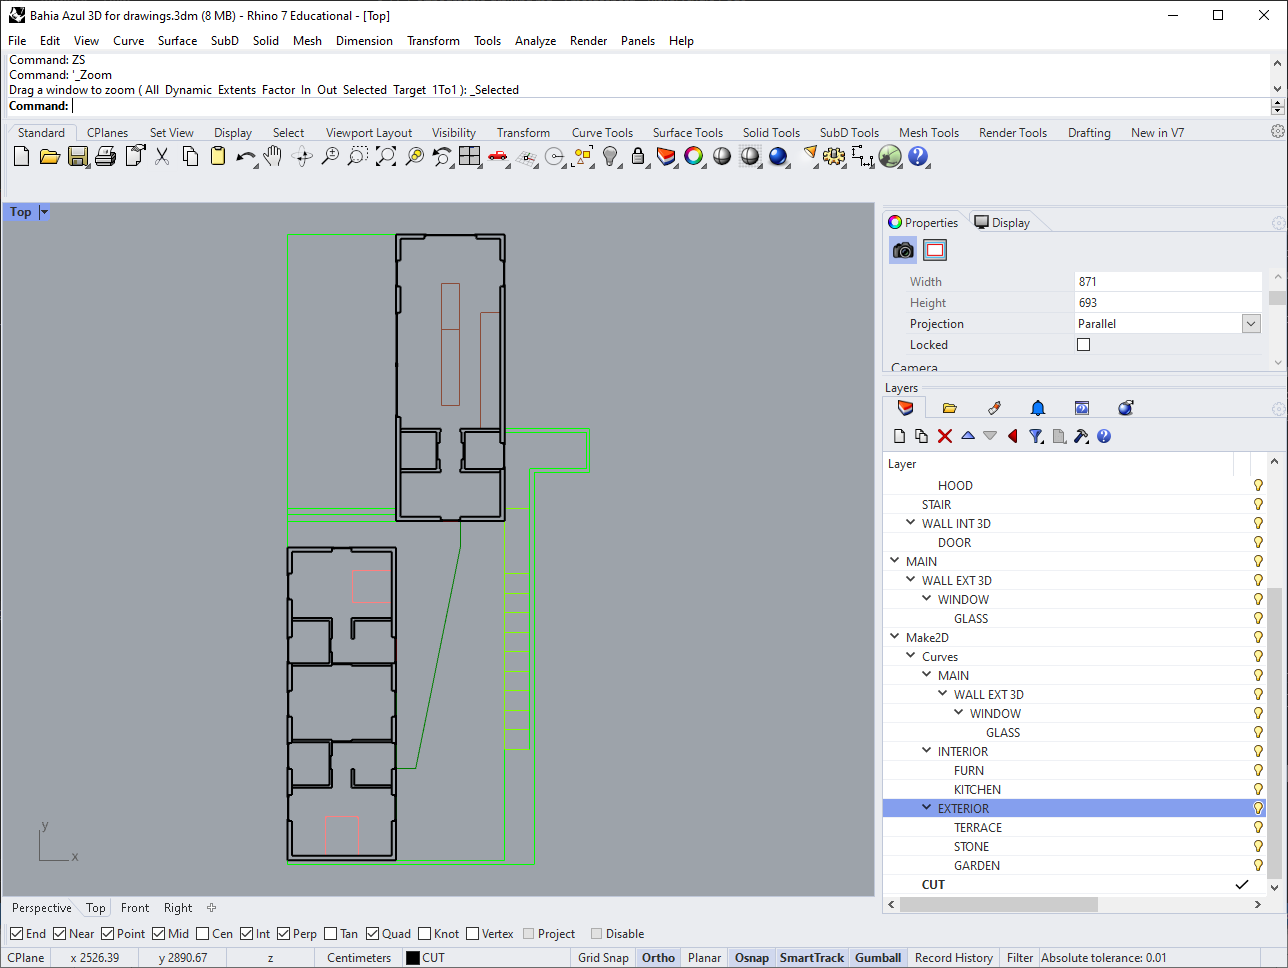 Bahia Azul 3D for drawings.3dm (8 MB) - Rhino 7 Educational - [Top]
File Edit View Curve Surface SubD Solid Mesh Dimension Transform Tools Analyze Render Panels Help
Command: ZS
Command: '_Zoom
Drag a window to zoom ( All Dynamic Extents Factor In Out Selected Target 1To1 ): _Selected
Command:
Standard CPlanes Set View Display Select Viewport Layout Visibility Transform Curve Tools Surface Tools Solid Tools SubD Tools Mesh Tools Render Tools Drafting New in V7
Top
Properties Display
Width 871
Height 693
Projection Parallel
Locked
Camera
Layers
Layer
HOOD
STAIR
WALL INT 3D
DOOR
MAIN
WALL EXT 3D
WINDOW
GLASS
Make2D
Curves
MAIN
WALL EXT 3D
WINDOW
GLASS
INTERIOR
FURN
KITCHEN
EXTERIOR
TERRACE
STONE
GARDEN
CUT
y
x
Perspective Top Front Right
End Near Point Mid Cen Int Perp Tan Quad Knot Vertex Project Disable
CPlane x 2526.39 y 2890.67 z Centimeters CUT Grid Snap Ortho Planar Osnap SmartTrack Gumball Record History Filter Absolute tolerance: 0.01